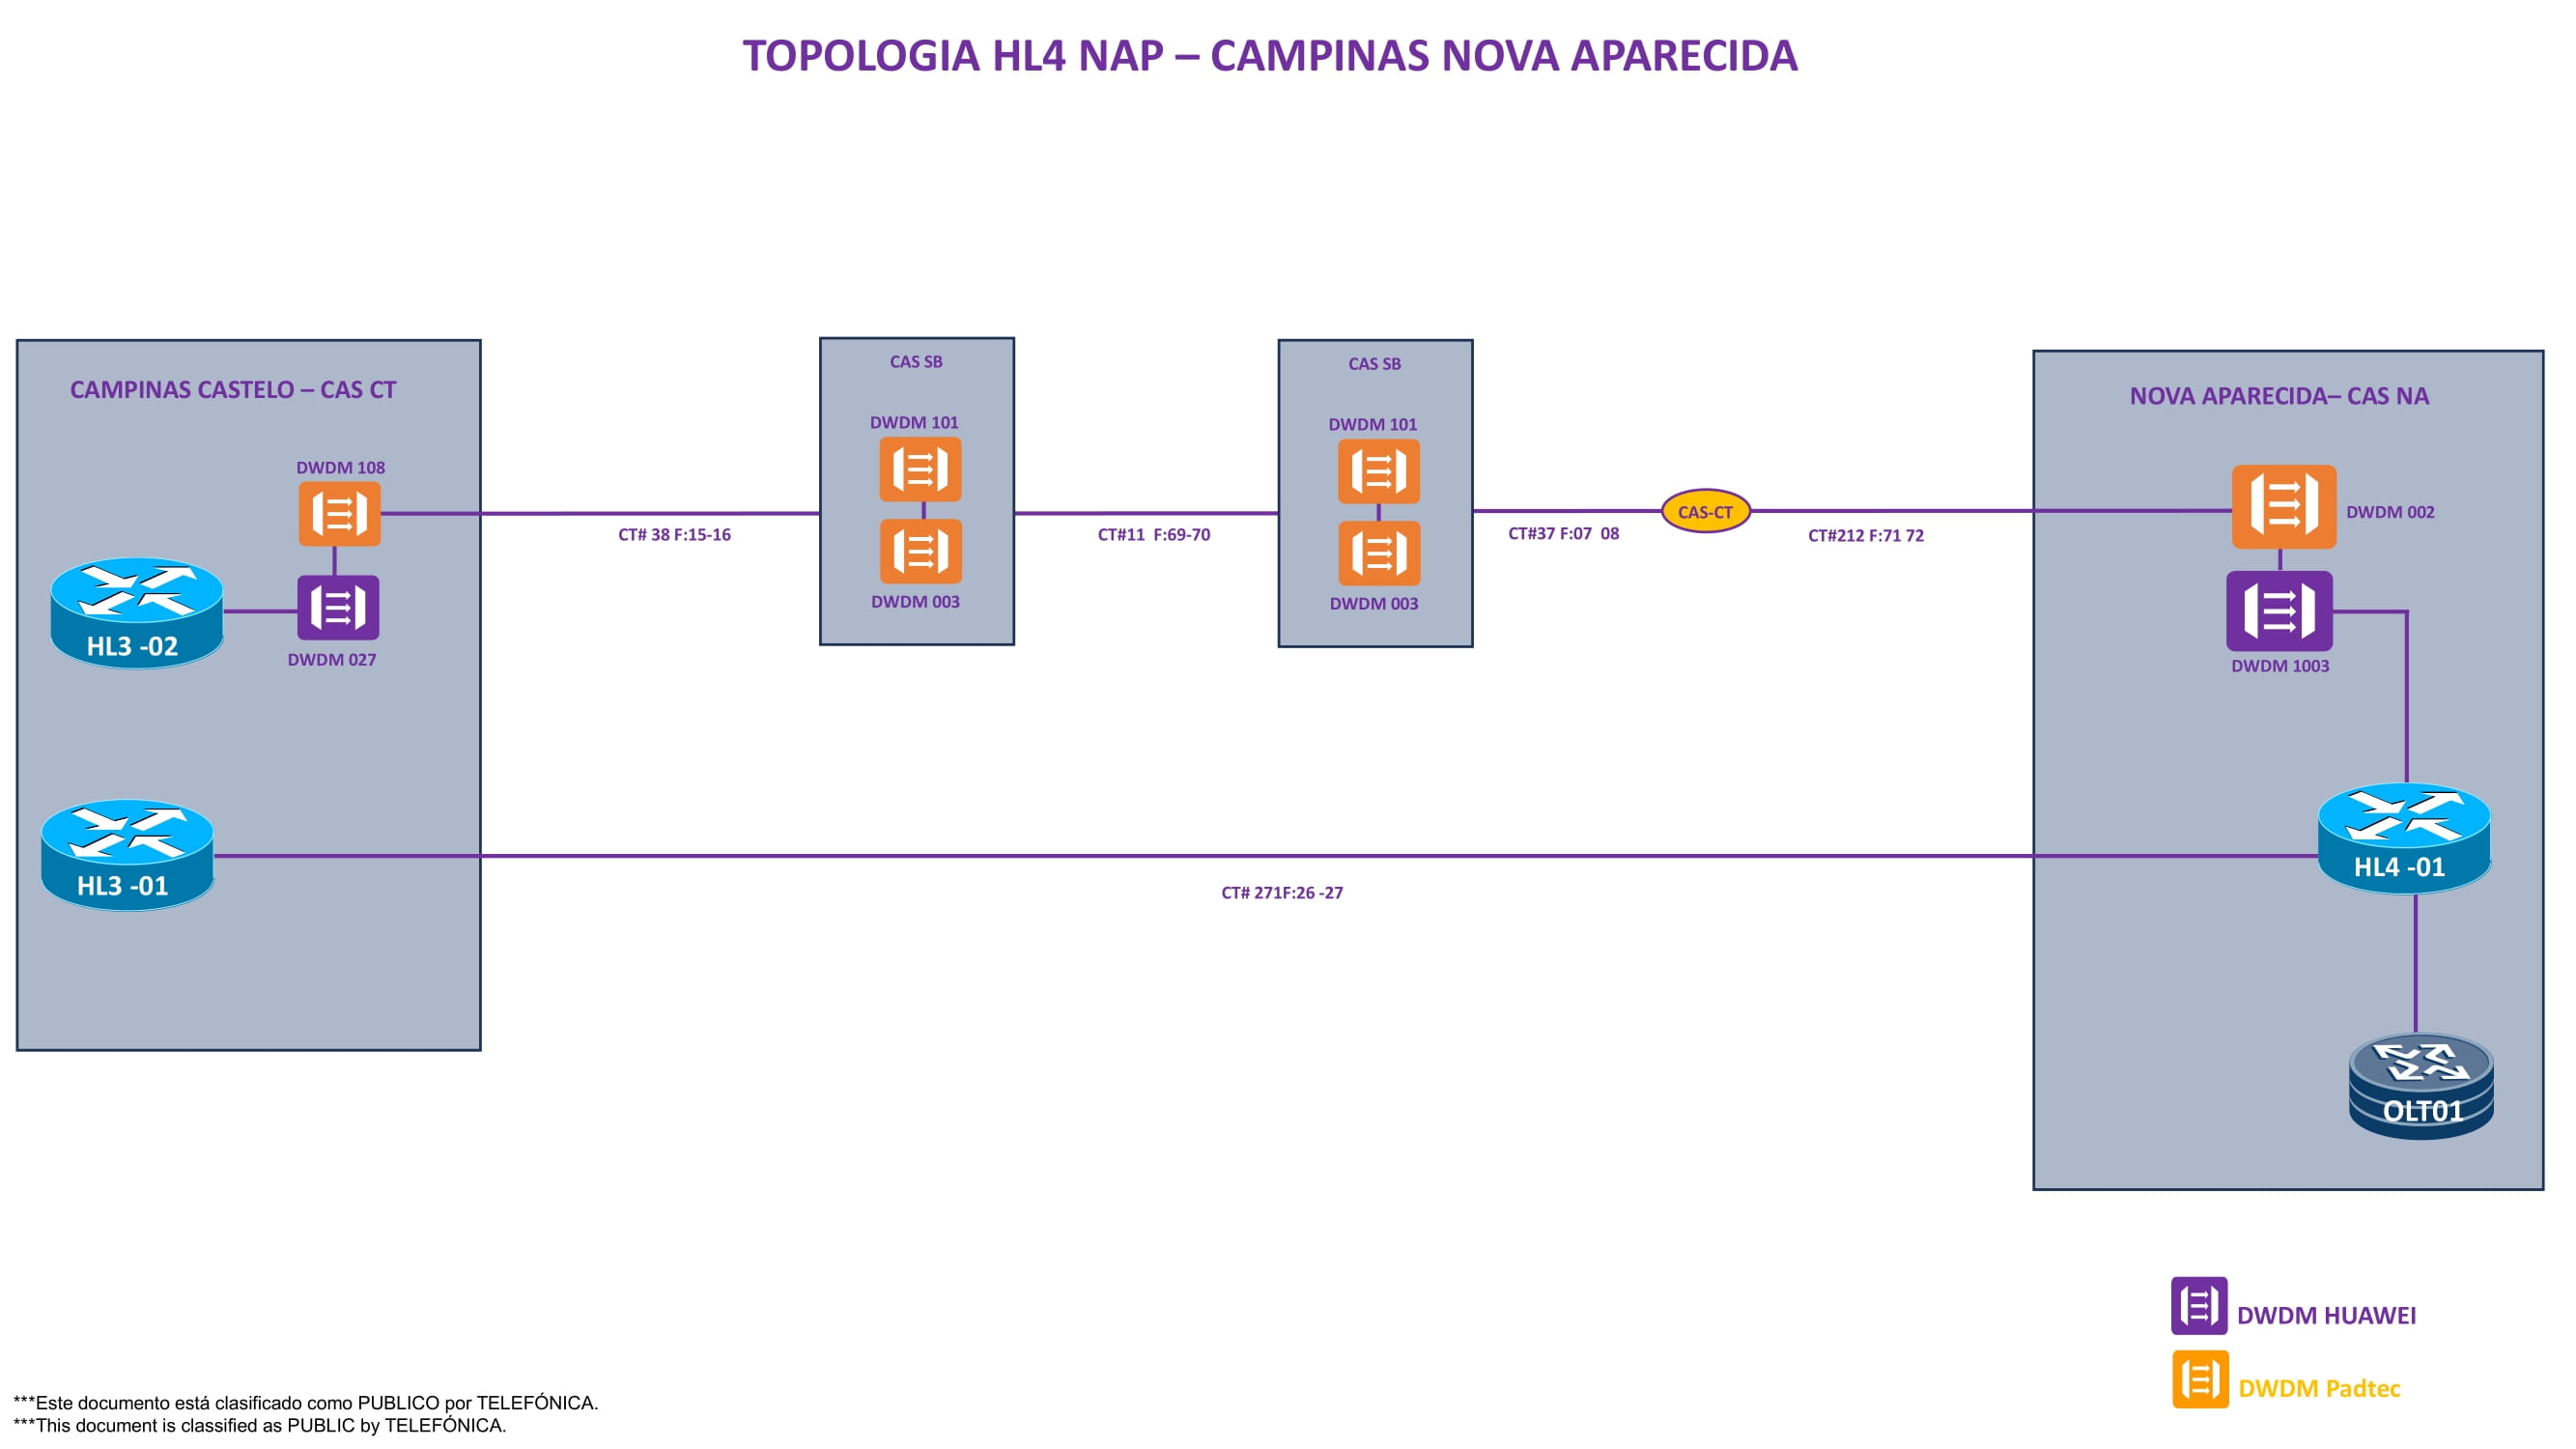 TOPOLOGIA HL4 NAP – CAMPINAS NOVA APARECIDA
CAMPINAS CASTELO – CAS CT
DWDM 108
HL3 -02
DWDM 027
HL3 -01
CT# 38 F:15-16
CAS SB
DWDM 101
DWDM 003
CT#11  F:69-70
CAS SB
DWDM 101
DWDM 003
CT#37 F:07  08
CAS-CT
CT#212 F:71 72
NOVA APARECIDA– CAS NA
DWDM 002
DWDM 1003
HL4 -01
CT# 271F:26 -27
OLT01
DWDM HUAWEI
DWDM Padtec
***Este documento está clasificado como PUBLICO por TELEFÓNICA.
***This document is classified as PUBLIC by TELEFÓNICA.